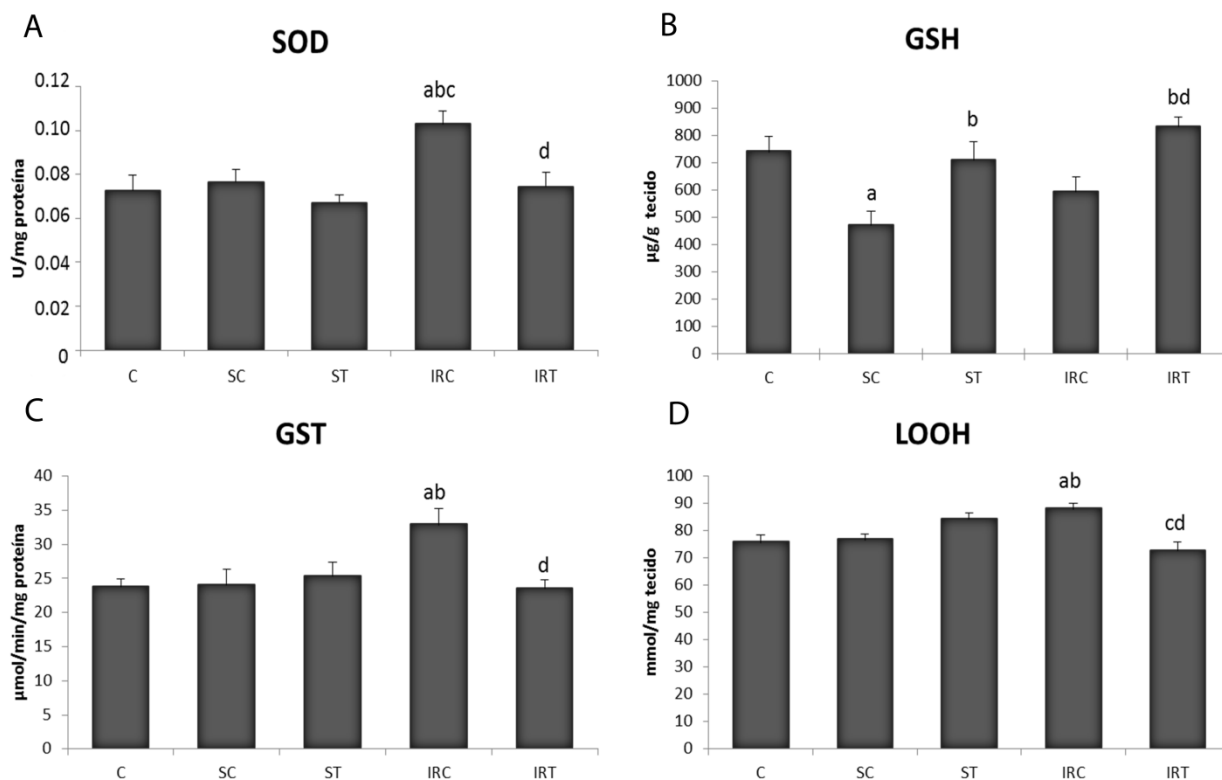 A
SOD
U/mg proteína
0.12
0.10
0.08
0.06
0.04
0.02
0
abc
d
C SC ST IRC IRT
B
GSH
µg/g tecido
1000
900
800
700
600
500
400
300
200
100
0
a
b
bd
C SC ST IRC IRT
C
GST
µmol/min/mg proteína
40
35
30
25
20
15
10
5
0
ab
d
C SC ST IRC IRT
D
LOOH
mmol/mg tecido
100
90
80
70
60
50
40
30
20
10
0
ab
cd
C SC ST IRC IRT